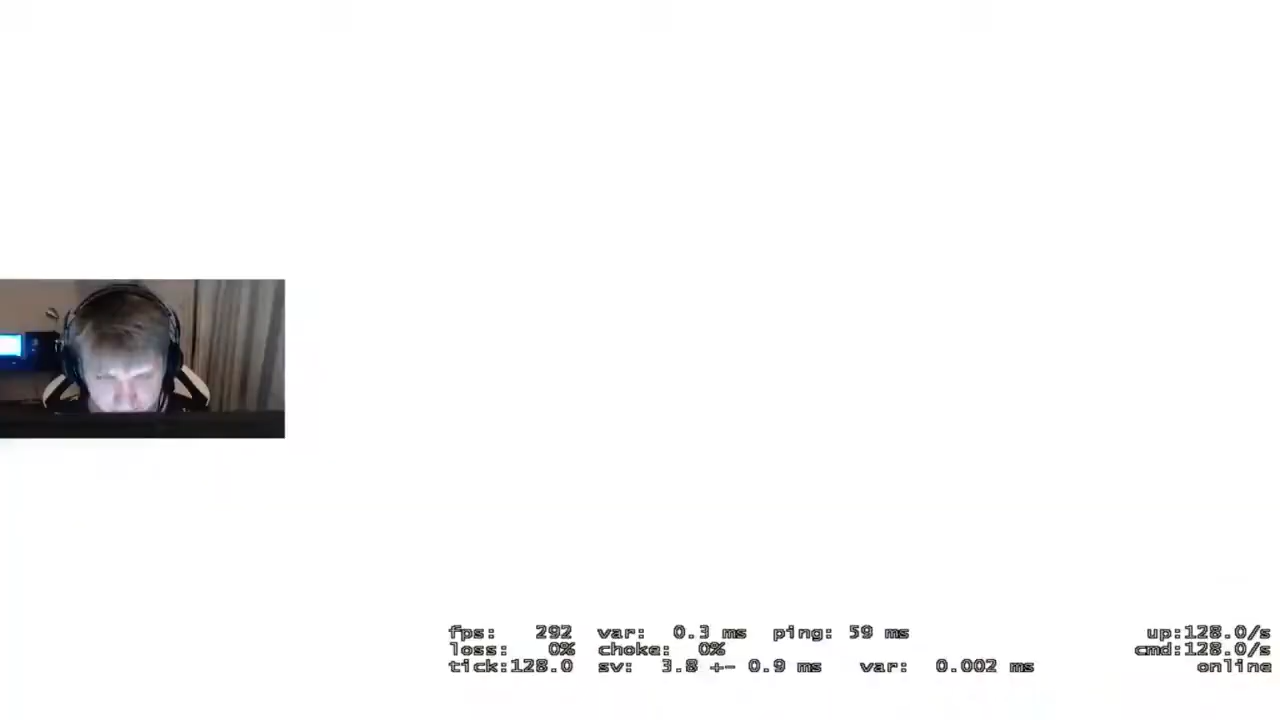 fps: 292 var: 0.3 ms ping: 59 ms up:128.0/s
loss: 0% choke: 0% cmd:128.0/s
tick:128.0 sv: 3.8 +- 0.9 ms var: 0.002 ms online